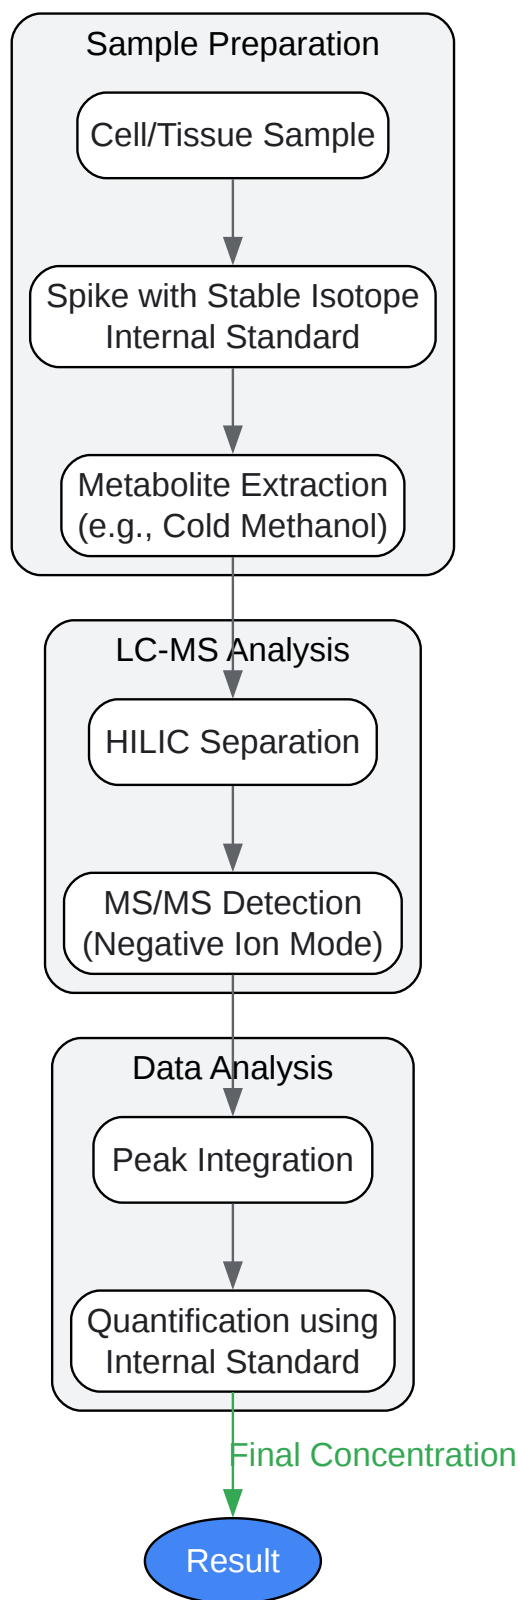 Sample Preparation
Cell/Tissue Sample
Spike with Stable Isotope
Internal Standard
Metabolite Extraction
(e.g., Cold Methanol)
LC-MS Analysis
HILIC Separation
MS/MS Detection
(Negative Ion Mode)
Data Analysis
Peak Integration
Quantification using
Internal Standard
Final Concentration
Result